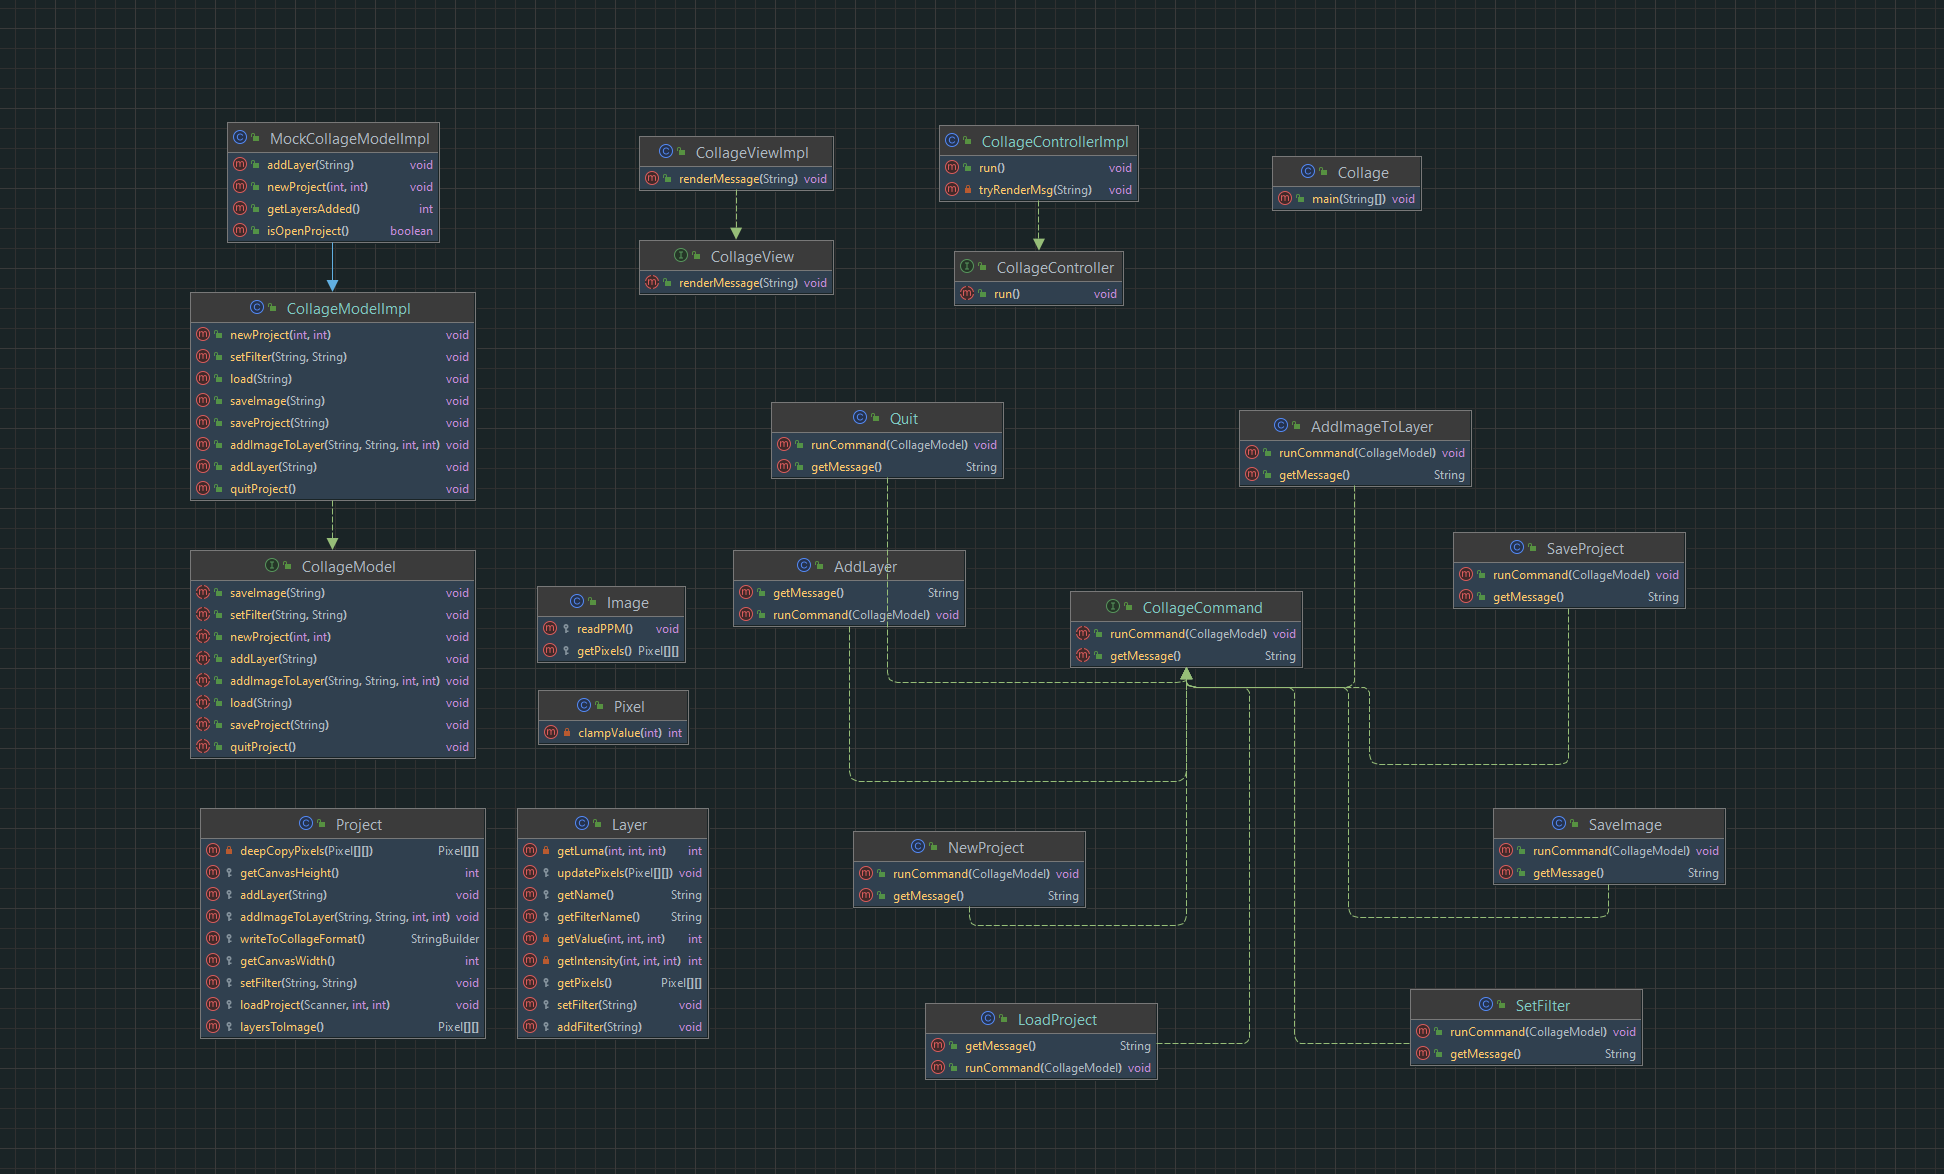 MockCollageModelImpl
addLayer(String) void
newProject(int, int) void
getLayersAdded() int
isOpenProject() boolean
CollageViewImpl
renderMessage(String) void
CollageView
renderMessage(String) void
CollageControllerImpl
run() void
tryRenderMsg(String) void
CollageController
run() void
Collage
main(String[]) void
CollageModelImpl
newProject(int, int) void
setFilter(String, String) void
load(String) void
saveImage(String) void
saveProject(String) void
addImageToLayer(String, String, int, int) void
addLayer(String) void
quitProject() void
CollageModel
saveImage(String) void
setFilter(String, String) void
newProject(int, int) void
addLayer(String) void
addImageToLayer(String, String, int, int) void
load(String) void
saveProject(String) void
quitProject() void
Quit
runCommand(CollageModel) void
getMessage() String
AddImageToLayer
runCommand(CollageModel) void
getMessage() String
SaveProject
runCommand(CollageModel) void
getMessage() String
AddLayer
getMessage() String
runCommand(CollageModel) void
Image
readPPM() void
getPixels() Pixel[][]
CollageCommand
runCommand(CollageModel) void
getMessage() String
Pixel
clampValue(int) int
Project
deepCopyPixels(Pixel[][]) Pixel[][]
getCanvasHeight() int
addLayer(String) void
addImageToLayer(String, String, int, int) void
writeToCollageFormat() StringBuilder
getCanvasWidth() int
setFilter(String, String) void
loadProject(Scanner, int, int) void
layersToImage() Pixel[][]
Layer
getLuma(int, int, int) int
updatePixels(Pixel[][]) void
getName() String
getFilterName() String
getValue(int, int, int) int
getIntensity(int, int, int) int
getPixels() Pixel[][]
setFilter(String) void
addFilter(String) void
NewProject
runCommand(CollageModel) void
getMessage() String
SaveImage
runCommand(CollageModel) void
getMessage() String
LoadProject
getMessage() String
runCommand(CollageModel) void
SetFilter
runCommand(CollageModel) void
getMessage() String